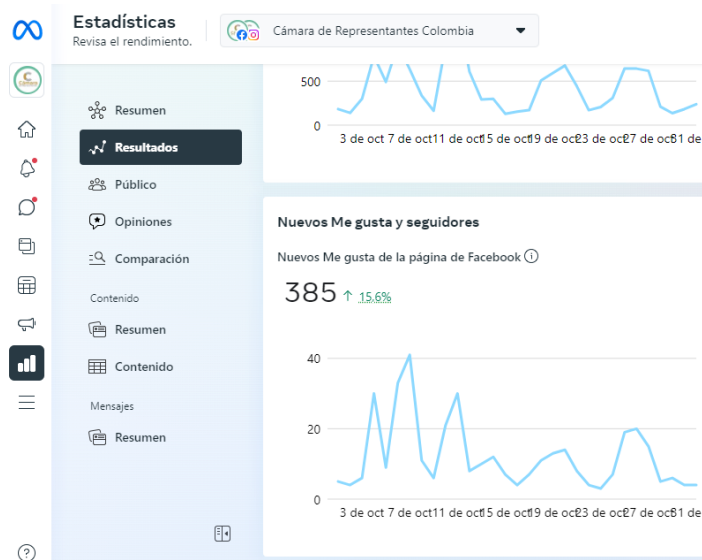 Estadísticas
Revisa el rendimiento.
Cámara de Representantes Colombia
Resumen
Resultados
Público
Opiniones
Comparación
Contenido
Resumen
Contenido
Mensajes
Resumen
500
0
3 de oct 7 de oct11 de oct15 de oct19 de oct23 de oct27 de oct31 de
Nuevos Me gusta y seguidores
Nuevos Me gusta de la página de Facebook
385 ↑ 15.6%
40
20
0
3 de oct 7 de oct11 de oct15 de oct19 de oct23 de oct27 de oct31 de